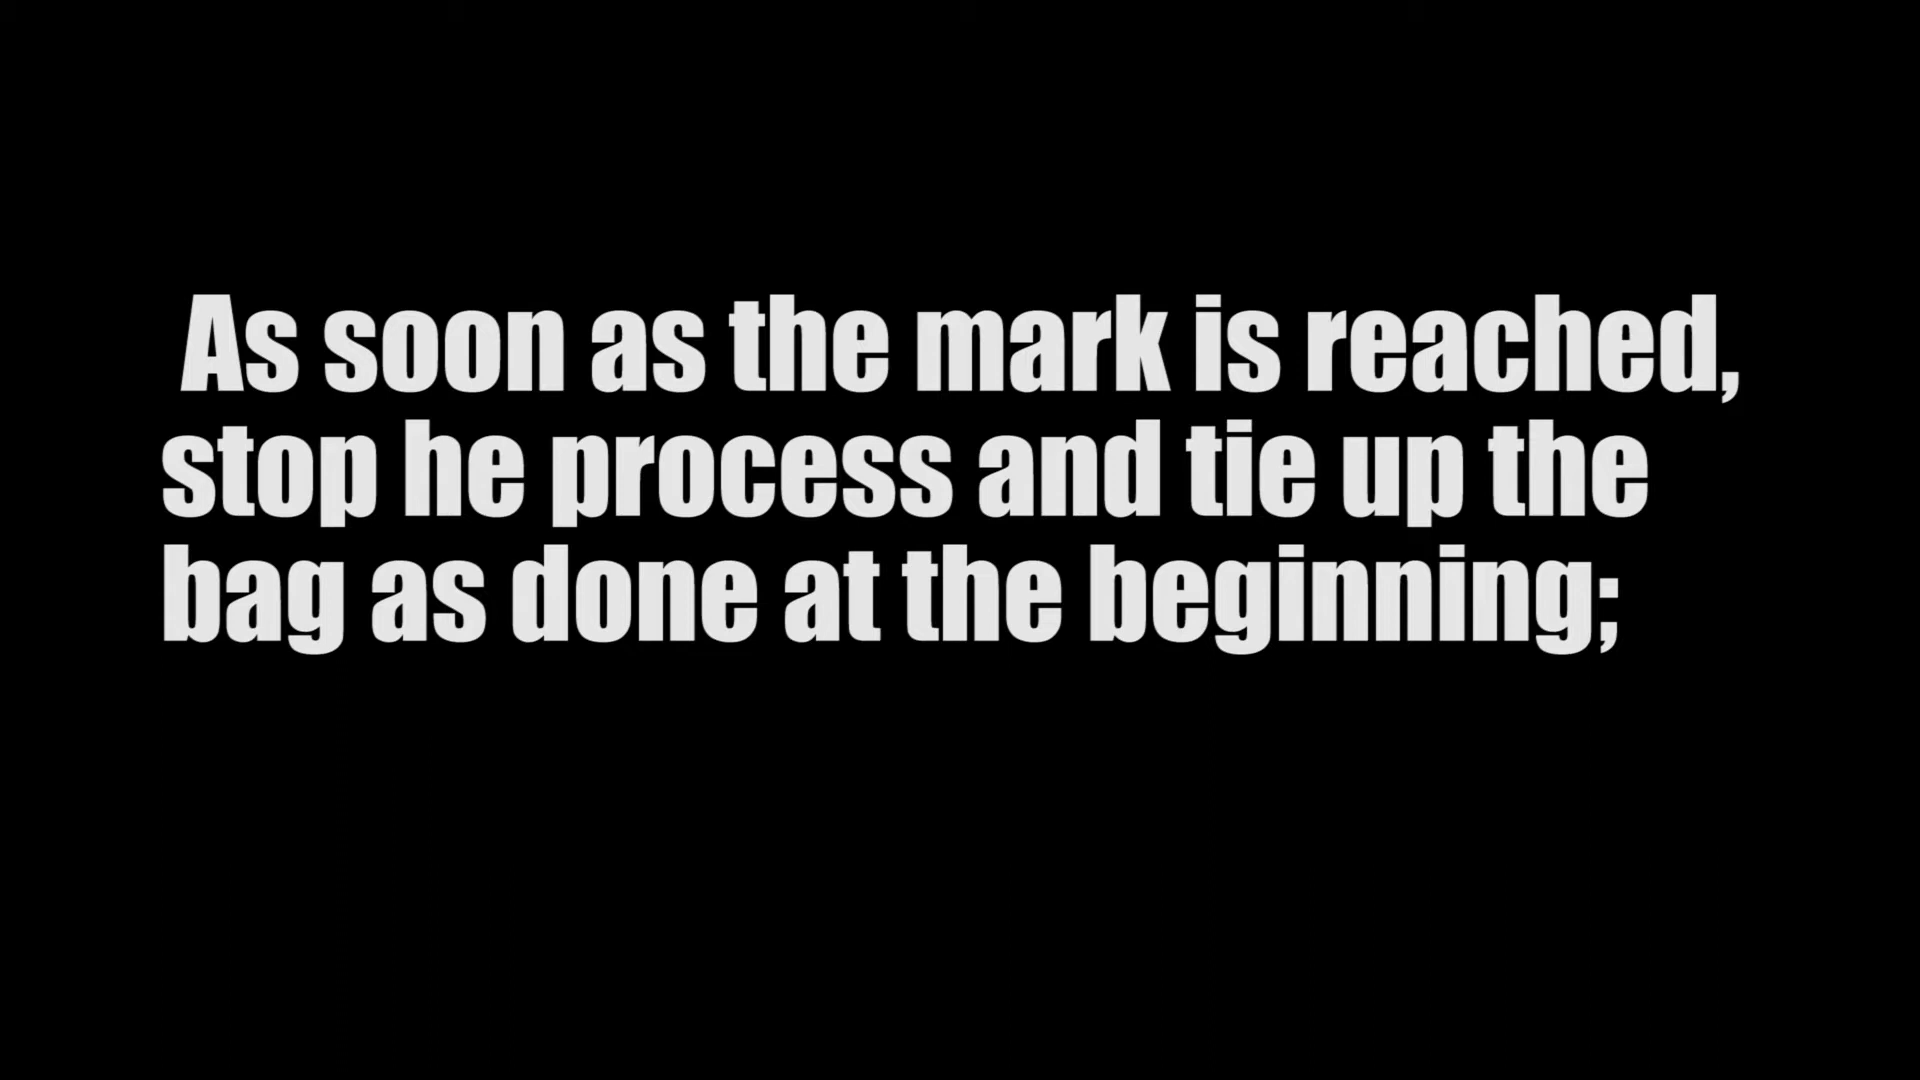 As soon as the mark is reached,
stop he process and tie up the
bag as done at the beginning;